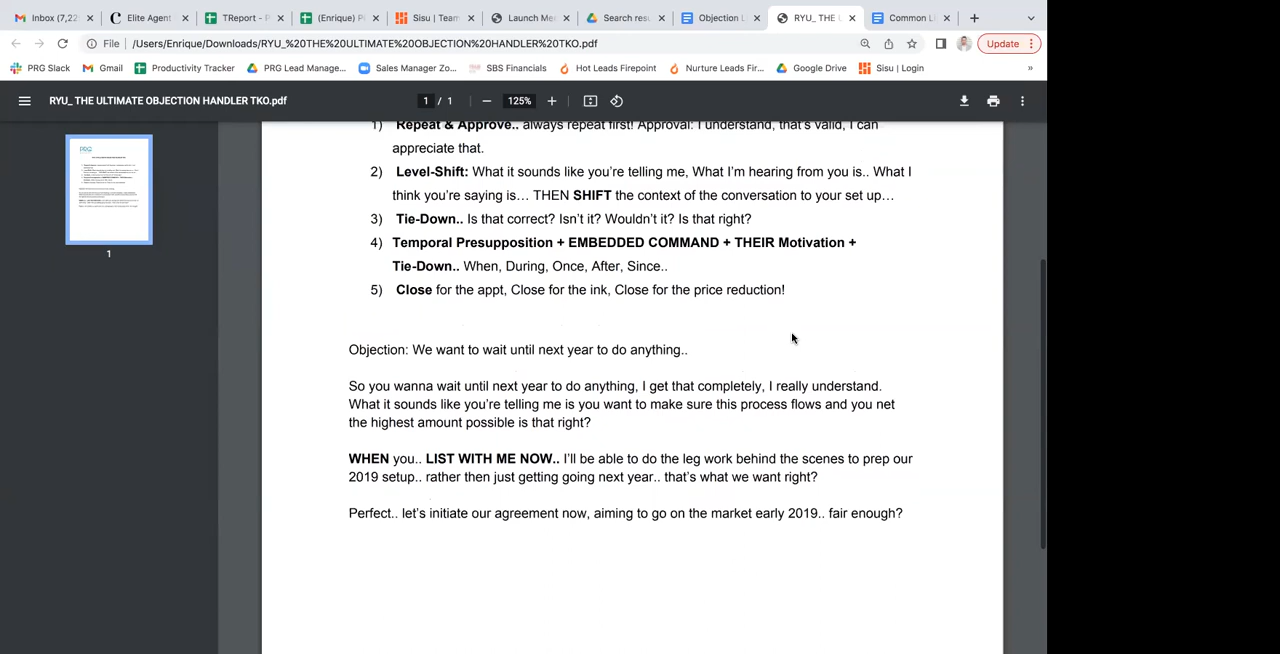 Inbox (7,22
Elite Agent
TReport - P
(Enrique) P
Sisu | Team
Launch Me
Search resu
Objection L
RYU_ THE U
Common L
File
/Users/Enrique/Downloads/RYU_%20THE%20ULTIMATE%20OBJECTION%20HANDLER%20TKO.pdf
Update
PRG Slack
Gmail
Productivity Tracker
PRG Lead Manage...
Sales Manager Zo...
SBS Financials
Hot Leads Firepoint
Nurture Leads Fir...
Google Drive
Sisu | Login
»
RYU_ THE ULTIMATE OBJECTION HANDLER TKO.pdf
1 / 1
125%
1) Repeat & Approve.. always repeat first! Approval: I understand, that's valid, I can
appreciate that.
2) Level-Shift: What it sounds like you're telling me, What I'm hearing from you is.. What I
think you're saying is… THEN SHIFT the context of the conversation to your set up…
3) Tie-Down.. Is that correct? Isn't it? Wouldn't it? Is that right?
4) Temporal Presupposition + EMBEDDED COMMAND + THEIR Motivation +
Tie-Down.. When, During, Once, After, Since..
5) Close for the appt, Close for the ink, Close for the price reduction!
1
Objection: We want to wait until next year to do anything..
So you wanna wait until next year to do anything, I get that completely, I really understand.
What it sounds like you're telling me is you want to make sure this process flows and you net
the highest amount possible is that right?
WHEN you.. LIST WITH ME NOW.. I'll be able to do the leg work behind the scenes to prep our
2019 setup.. rather then just getting going next year.. that's what we want right?
Perfect.. let's initiate our agreement now, aiming to go on the market early 2019.. fair enough?